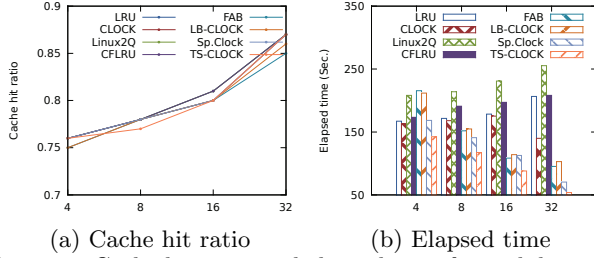 LRU
CLOCK
Linux2Q
CFLRU
FAB
LB-CLOCK
Sp.Clock
TS-CLOCK
Cache hit ratio
0.9
0.85
0.8
0.75
0.7
4 8 16 32
(a) Cache hit ratio
LRU
CLOCK
Linux2Q
CFLRU
FAB
LB-CLOCK
Sp.Clock
TS-CLOCK
Elapsed time (Sec.)
350
250
150
50
4 8 16 32
(b) Elapsed time